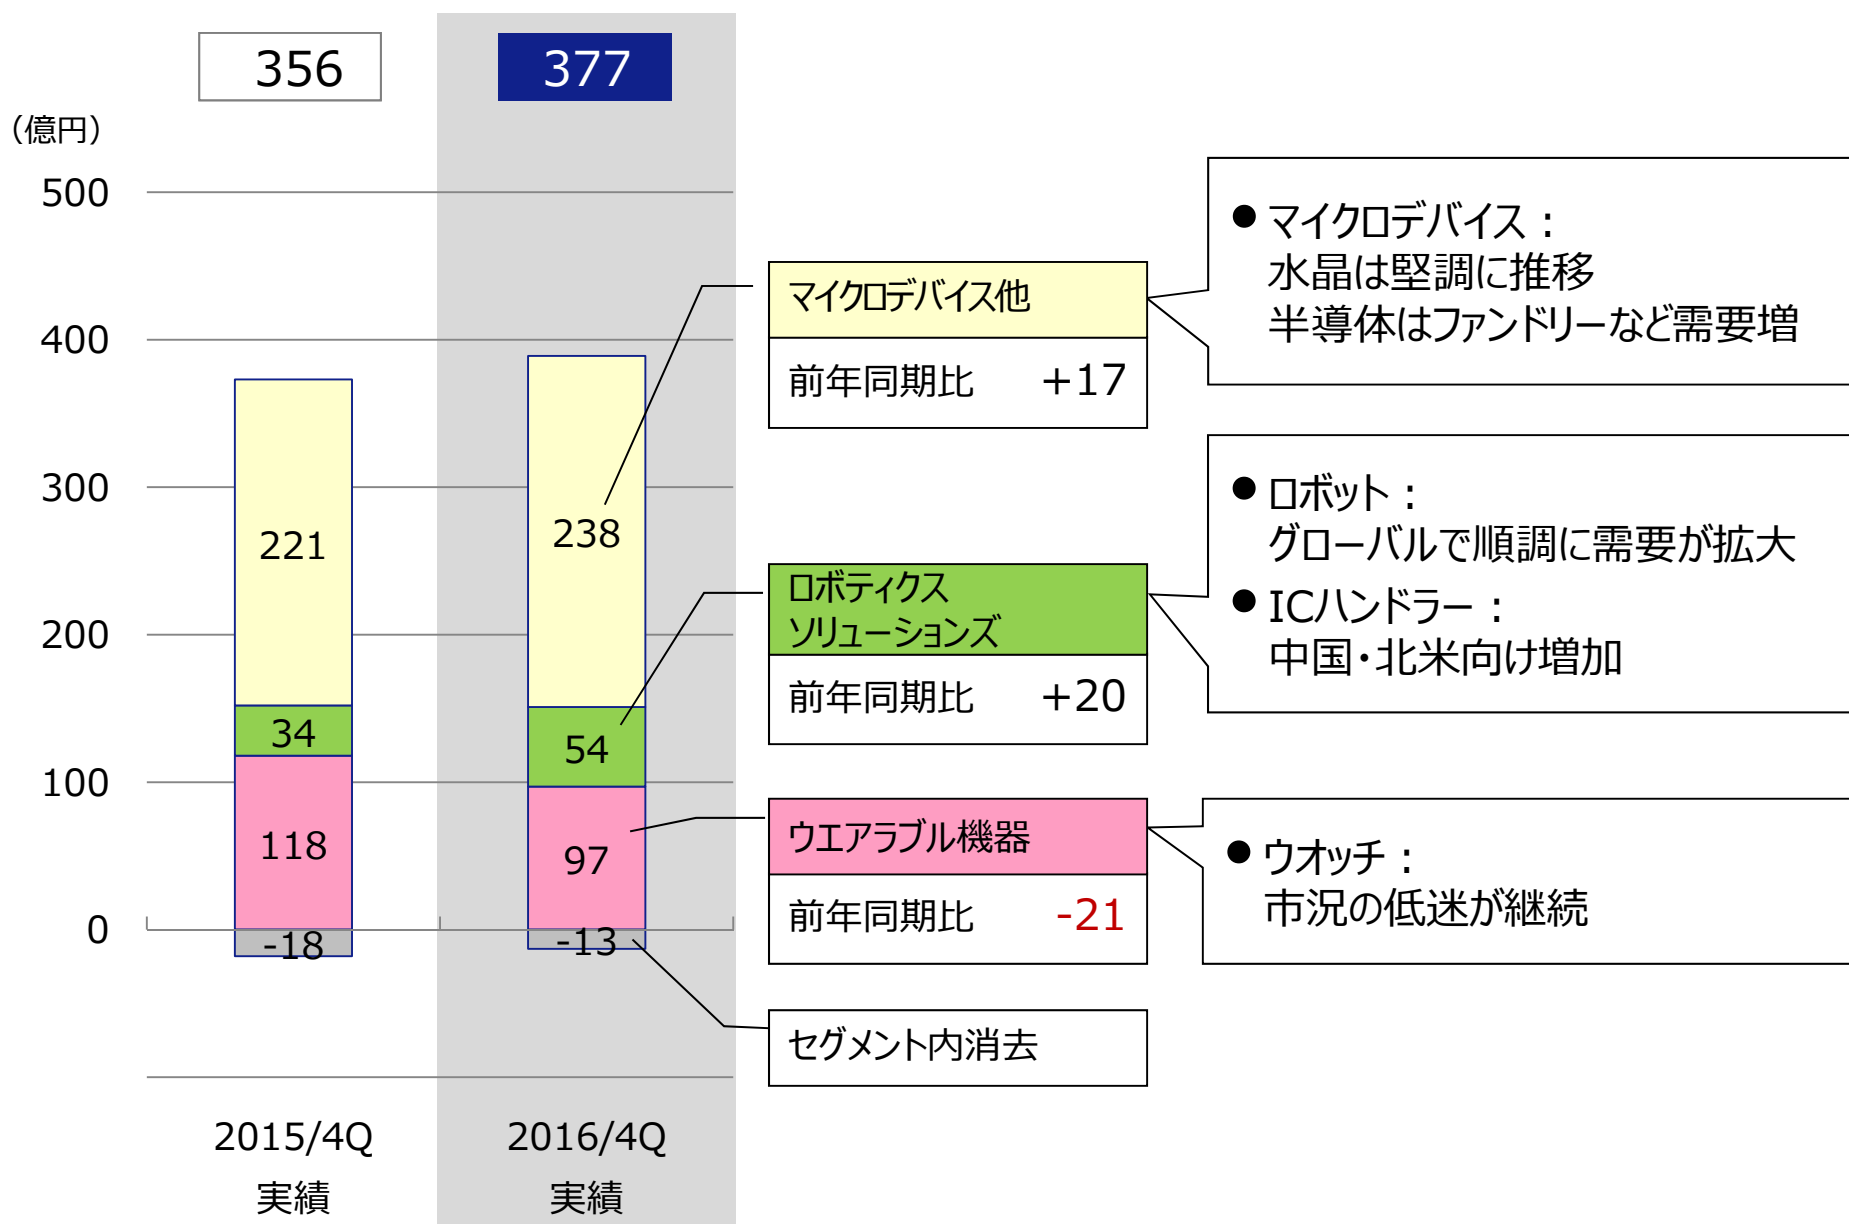 356
377
（億円）
500
400
300
200
100
0
221
34
118
-18
238
54
97
-13
2015/4Q
実績
2016/4Q
実績
マイクロデバイス他
前年同期比 +17
ロボティクス
ソリューションズ
前年同期比 +20
ウエアラブル機器
前年同期比 -21
セグメント内消去
● マイクロデバイス：
水晶は堅調に推移
半導体はファンドリーなど需要増
● ロボット：
グローバルで順調に需要が拡大
● ICハンドラー：
中国・北米向け増加
● ウオッチ：
市況の低迷が継続